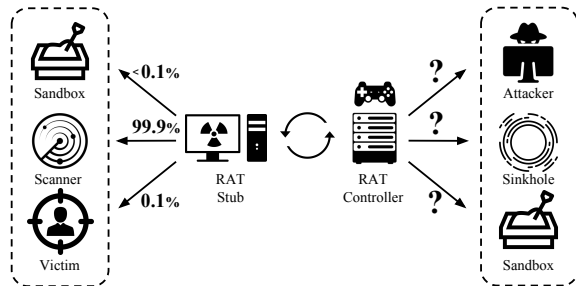 <0.1%
Sandbox
99.9%
Scanner
0.1%
Victim
RAT
Stub
RAT
Controller
?
?
?
Attacker
Sinkhole
Sandbox